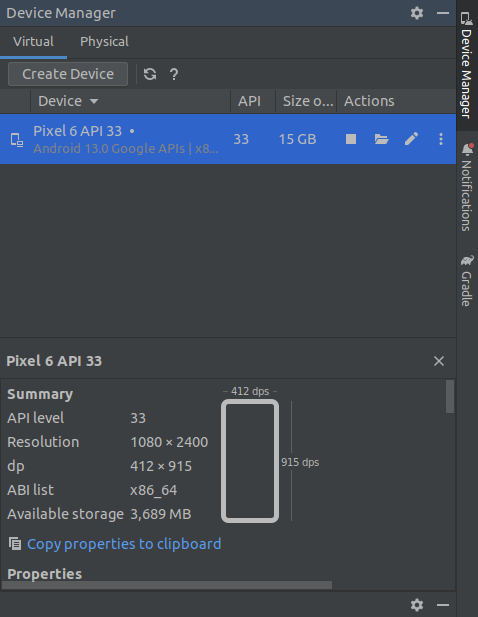 Device Manager
Virtual Physical
Create Device ?
Device API Size o... Actions
Pixel 6 API 33 •
33 15 GB
Android 13.0 Google APIs | x8...
Pixel 6 API 33
Summary
412 dps
API level 33
Resolution 1080 × 2400
dp 412 × 915
915 dps
ABI list x86_64
Available storage 3,689 MB
Copy properties to clipboard
Properties
Device Manager
Notifications
Gradle